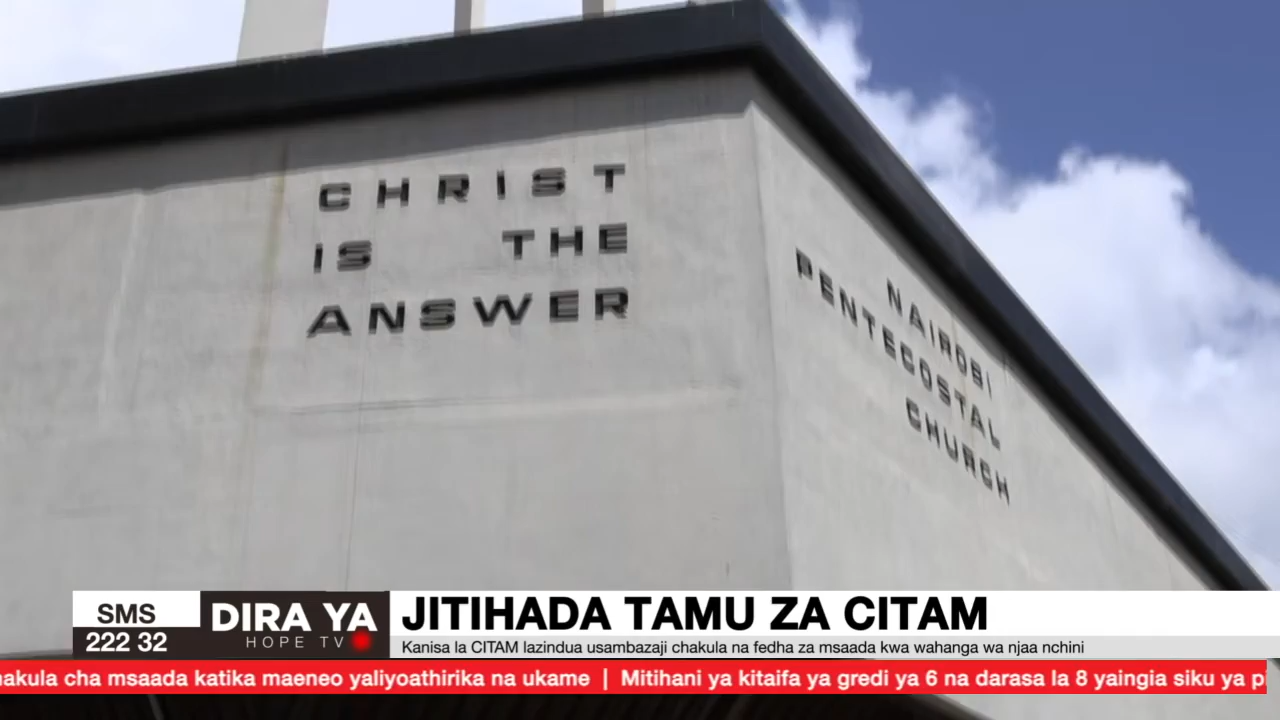 CHRIST
IS THE
ANSWER
NAIROBI
PENTECOSTAL
CHURCH
SMS
222 32
DIRA YA
HOPE TV
JITIHADA TAMU ZA CITAM
Kanisa la CITAM lazindua usambazaji chakula na fedha za msaada kwa wahanga wa njaa nchini
cha msaada katika maeneo yaliyoathirika na ukame | Mitihani ya kitaifa ya gredi ya 6 na darasa la 8 yaingia siku ya